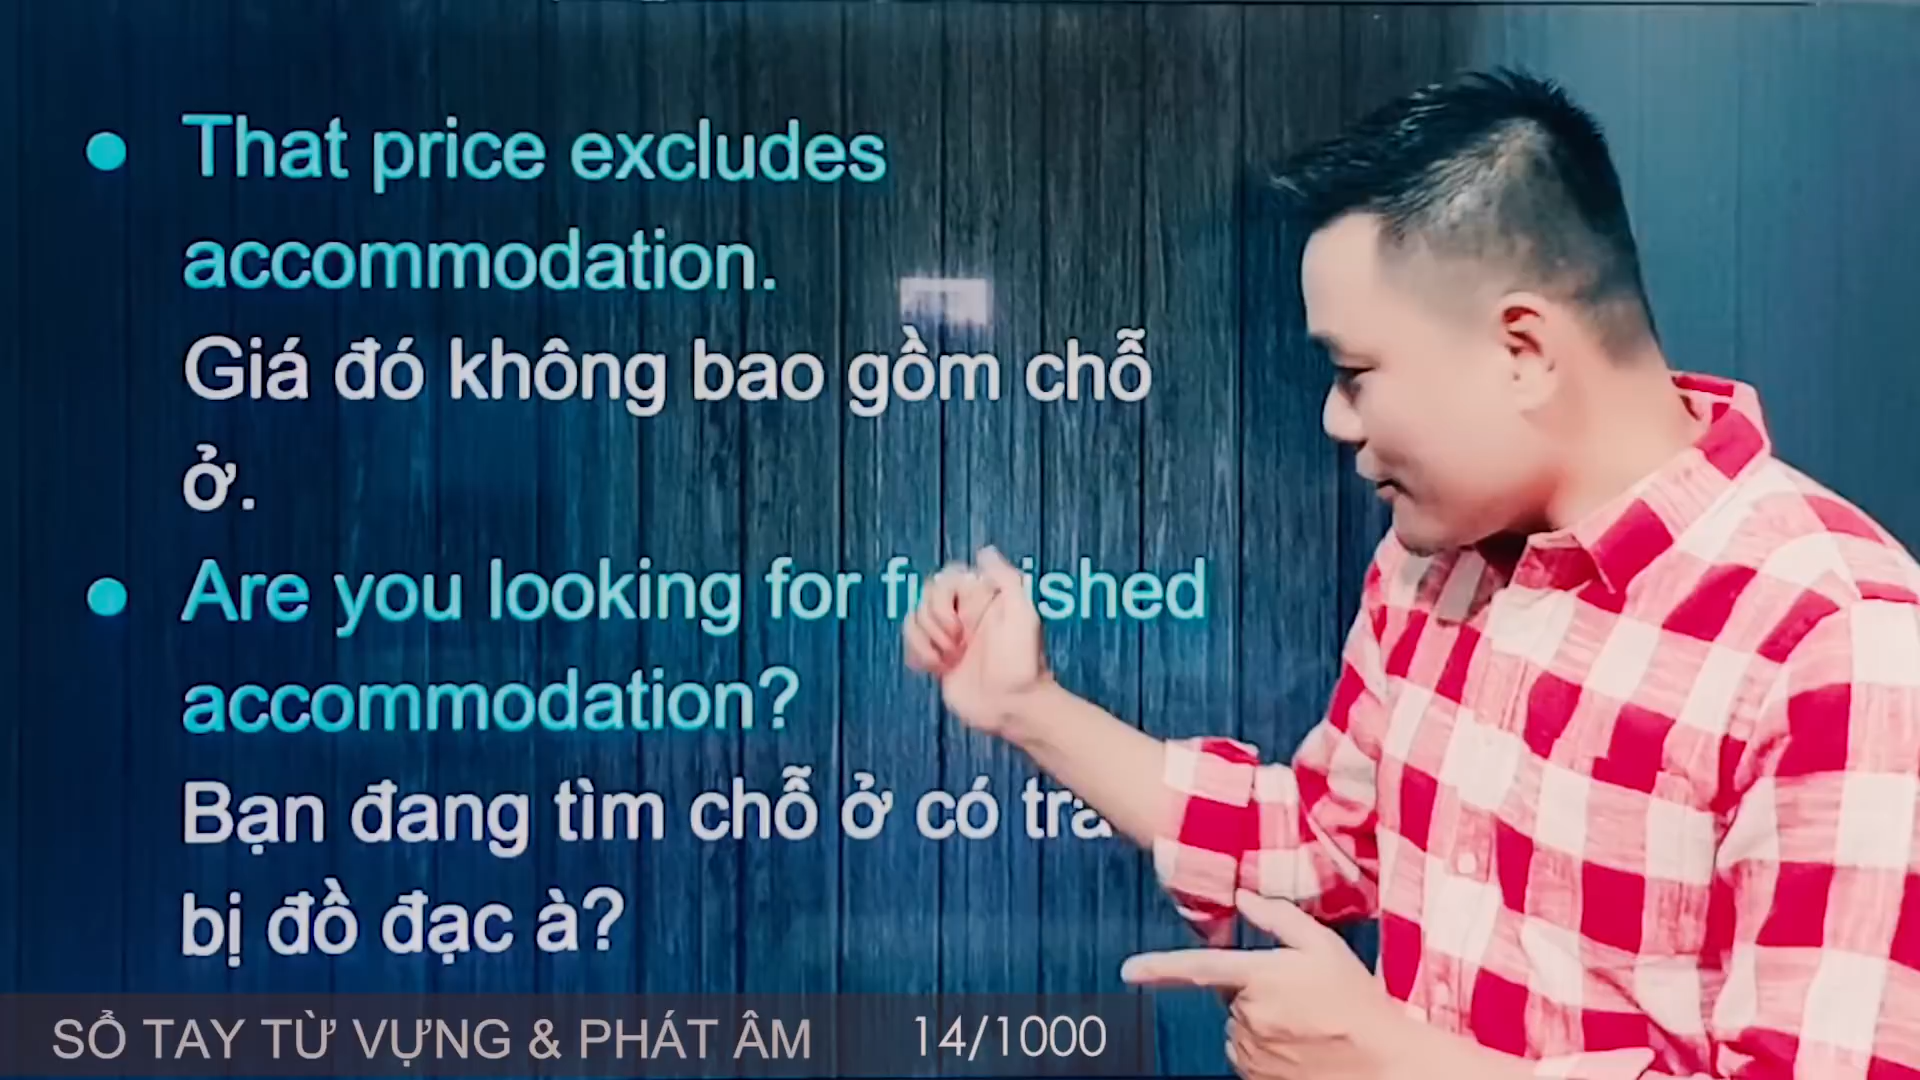 That price excludes
accommodation.
Giá đó không bao gồm chỗ
ở.
Are you looking for
accommodation?
Bạn đang tìm chỗ ở có
bị đồ đạc à?
SỔ TAY TỪ VỰNG & PHÁT ÂM 14/1000